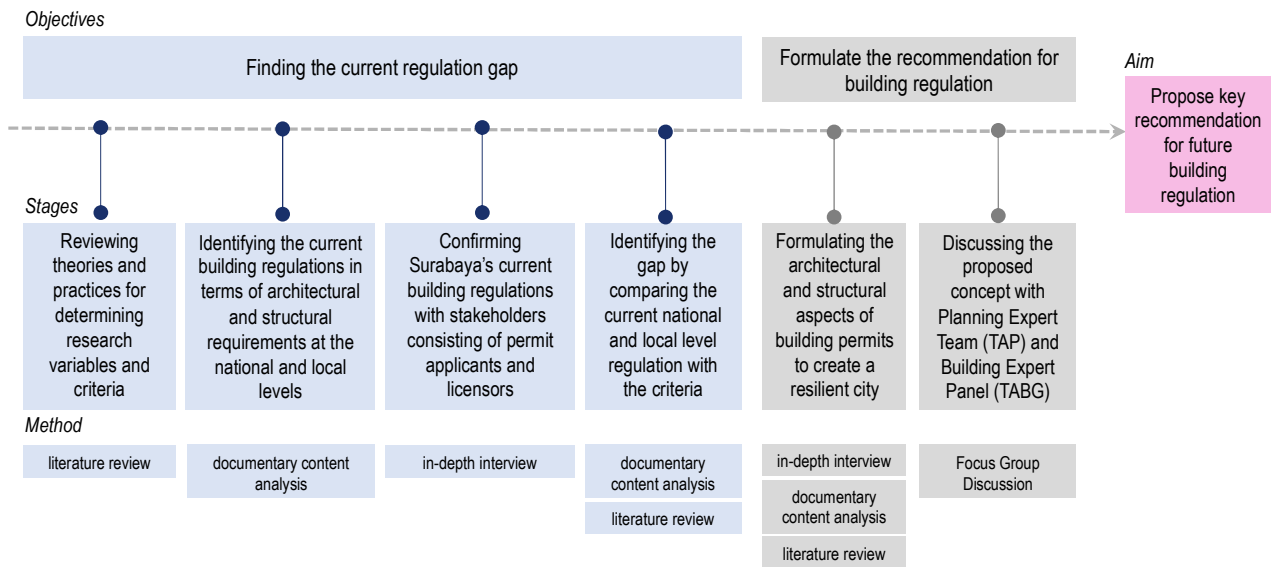 Objectives
Finding the current regulation gap
Formulate the recommendation for
building regulation
Aim
Propose key
recommendation
for future
building
regulation
Stages
Reviewing
theories and
practices for
determining
research
variables and
criteria
Identifying the current
building regulations in
terms of architectural
and structural
requirements at the
national and local
levels
Confirming
Surabaya's current
building regulations
with stakeholders
consisting of permit
applicants and
licensors
Identifying the
gap by
comparing the
current national
and local level
regulation with
the criteria
Formulating the
architectural
and structural
aspects of
building permits
to create a
resilient city
Discussing the
proposed
concept with
Planning Expert
Team (TAP) and
Building Expert
Panel (TABG)
Method
literature review
documentary content
analysis
in-depth interview
documentary
content analysis
literature review
in-depth interview
documentary
content analysis
literature review
Focus Group
Discussion